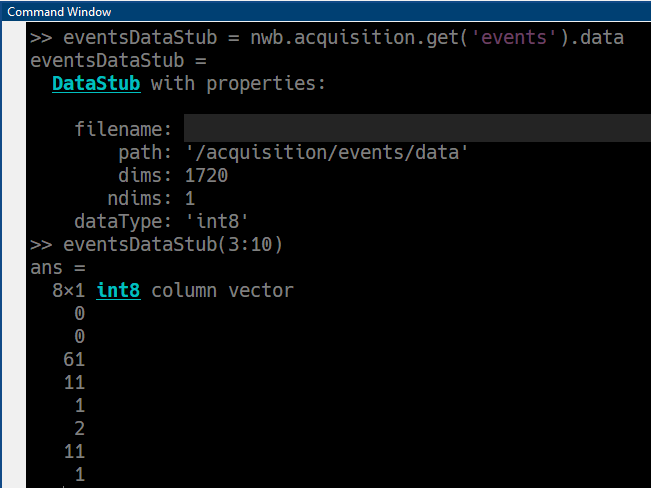 Command Window
>> eventsDataStub = nwb.acquisition.get('events').data
eventsDataStub =
DataStub with properties:
filename:
path: '/acquisition/events/data'
dims: 1720
ndims: 1
dataType: 'int8'
>> eventsDataStub(3:10)
ans =
8×1 int8 column vector
0
0
61
11
1
2
11
1